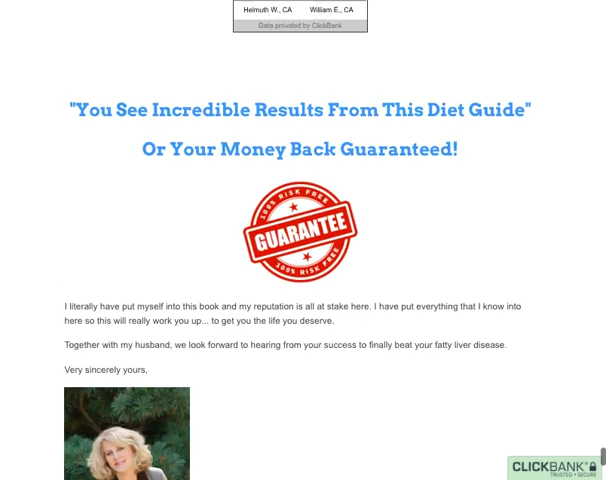 Helmuth W., CA William E., CA
Data provided by ClickBank
"You See Incredible Results From This Diet Guide"
Or Your Money Back Guaranteed!
100% RISK FREE
GUARANTEE
100% RISK FREE
I literally have put myself into this book and my reputation is all at stake here. I have put everything that I know into
here so this will really work you up... to get you the life you deserve.
Together with my husband, we look forward to hearing from your success to finally beat your fatty liver disease.
Very sincerely yours,
CLICKBANK®
TRUSTED • SECURE